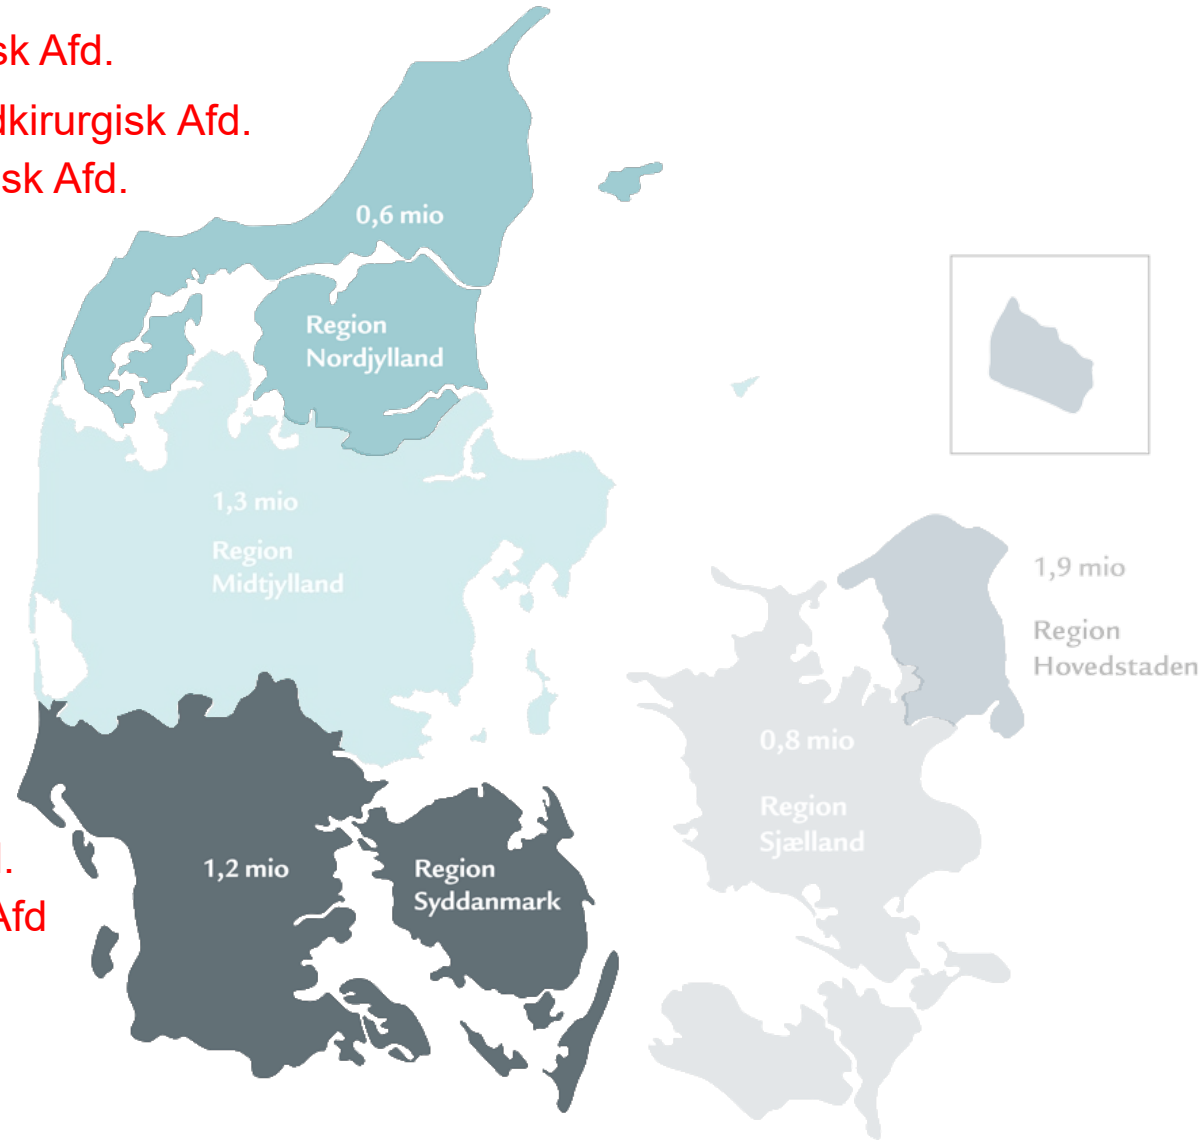 sk Afd.
dkirurgisk Afd.
sk Afd.
0,6 mio
Region
Nordjylland
1,3 mio
Region
Midtjylland
1,9 mio
Region
Hovedstaden
0,8 mio
Region
Sjælland
1,2 mio
Region
Syddanmark
Afd